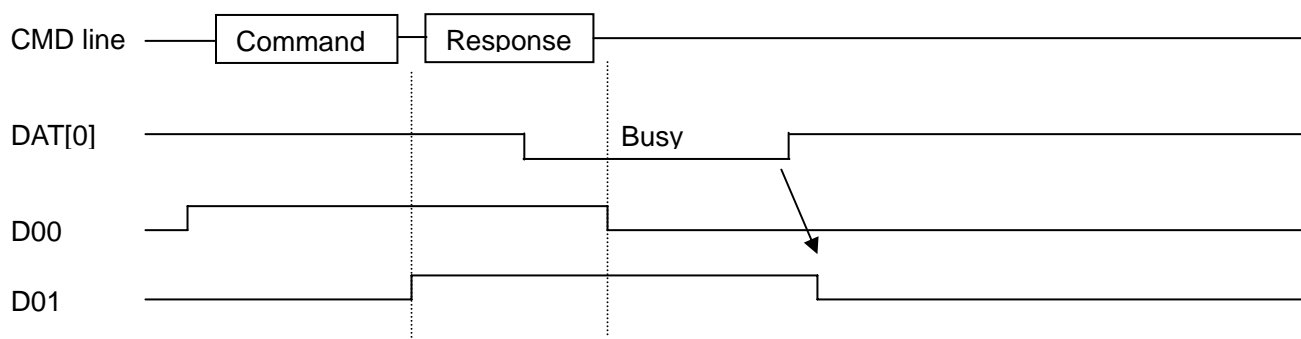 CMD line Command Response
DAT[0] Busy
D00
D01